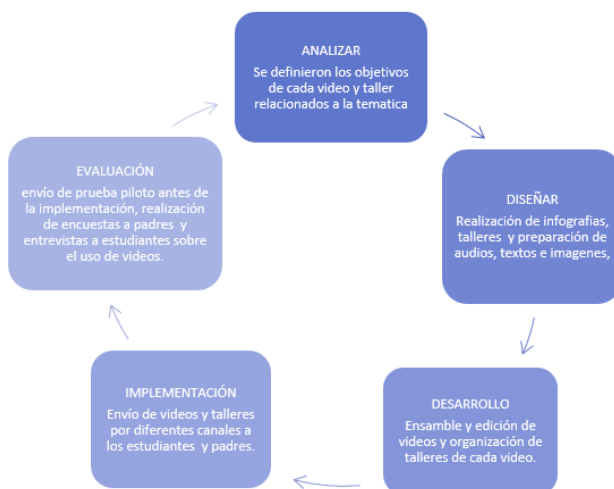 ANALIZAR
Se definieron los objetivos
de cada video y taller
relacionados a la tematica
DISEÑAR
Realización de infografias,
talleres y preparación de
audios, textos e imagenes,
DESARROLLO
Ensamble y edición de
videos y organización de
talleres de cada video.
IMPLEMENTACIÓN
Envío de videos y talleres
por diferentes canales a
los estudiantes y padres.
EVALUACIÓN
envío de prueba piloto antes de
la implementación, realización
de encuestas a padres y
entrevistas a estudiantes sobre
el uso de videos.